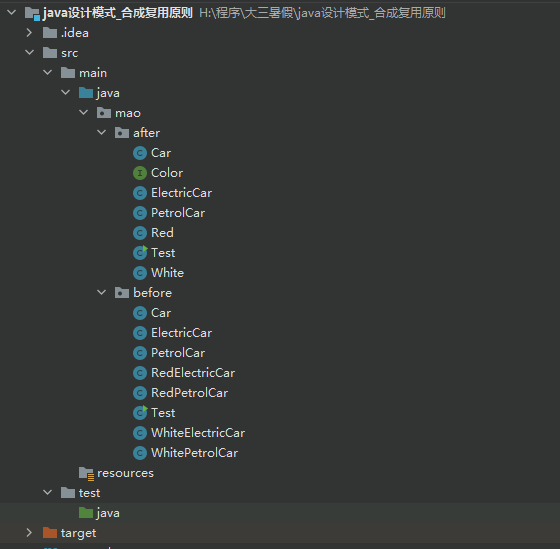 java设计模式_合成复用原则 H:\程序\大三暑假\java设计模式_合成复用原则
.idea
src
main
java
mao
after
Car
Color
ElectricCar
PetrolCar
Red
Test
White
before
Car
ElectricCar
PetrolCar
RedElectricCar
RedPetrolCar
Test
WhiteElectricCar
WhitePetrolCar
resources
test
java
target